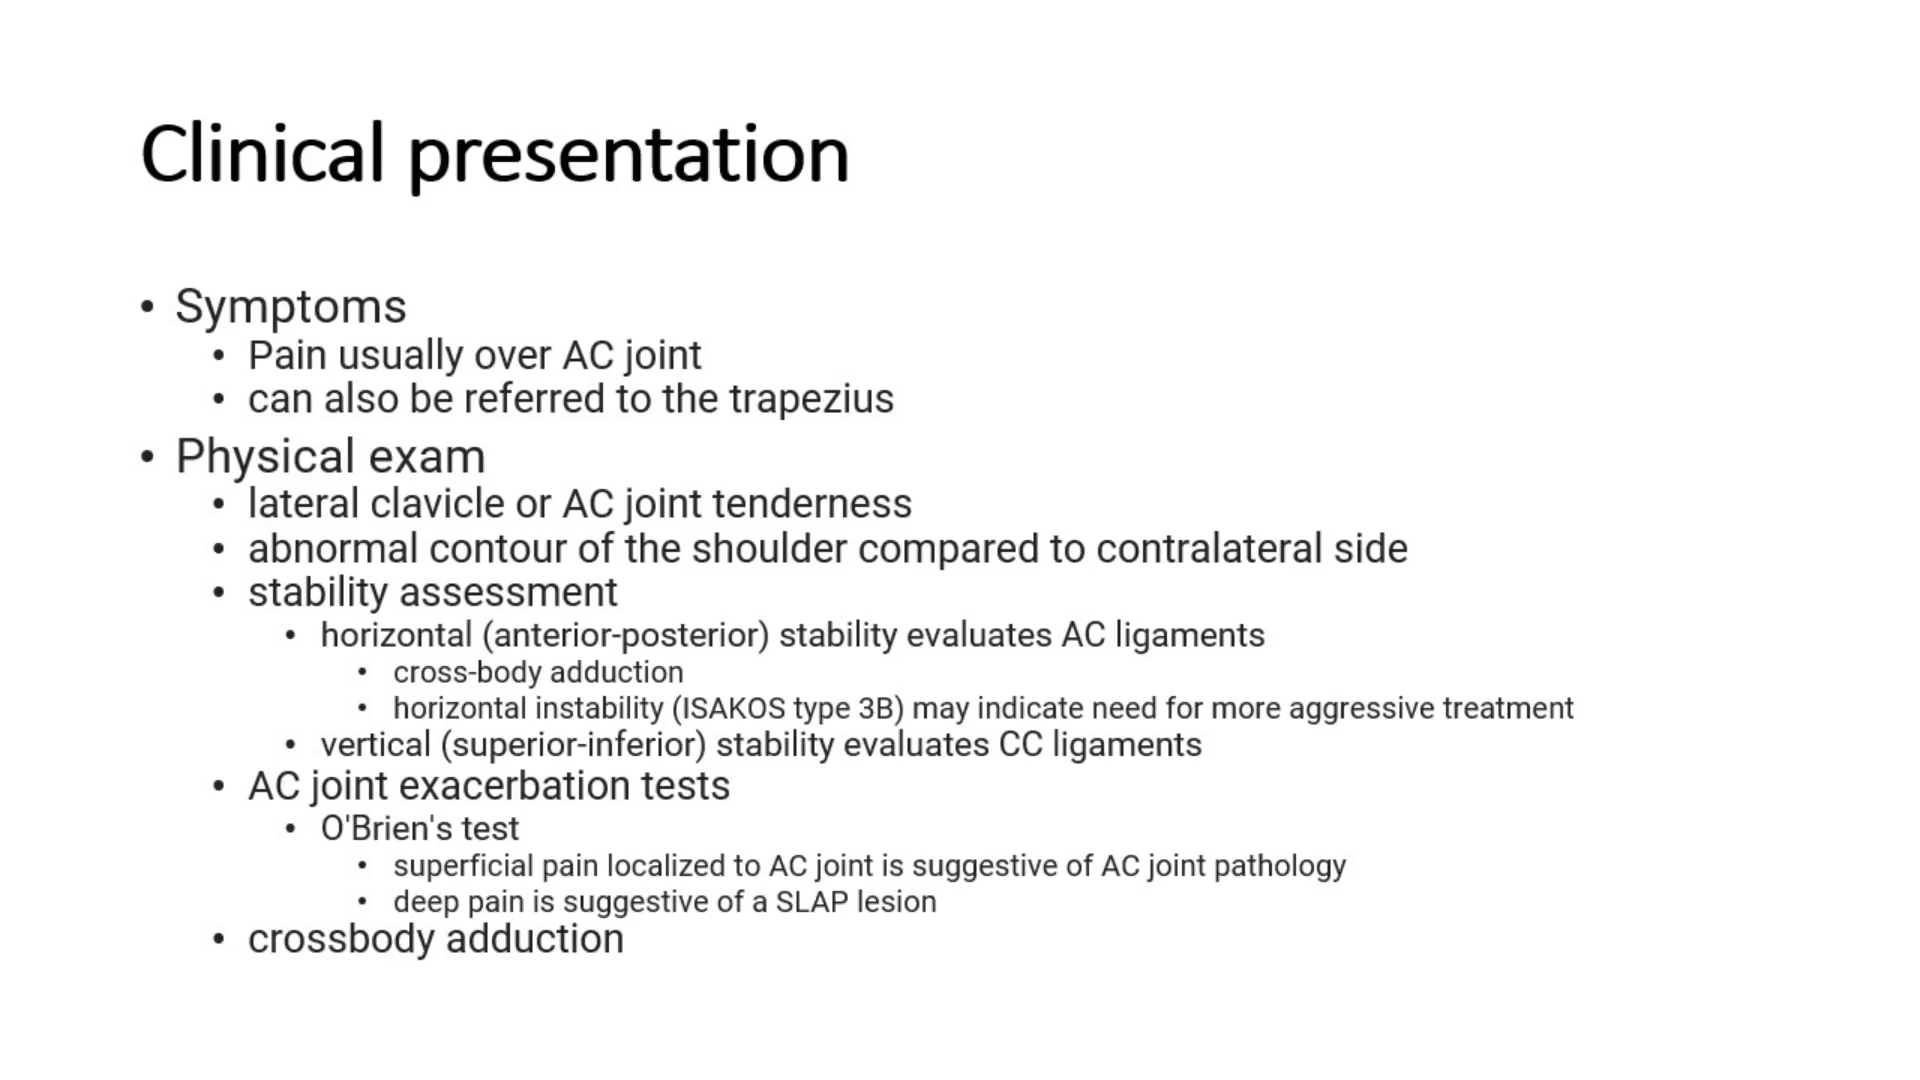 Clinical presentation
• Symptoms
• Pain usually over AC joint
• can also be referred to the trapezius
• Physical exam
• lateral clavicle or AC joint tenderness
• abnormal contour of the shoulder compared to contralateral side
• stability assessment
• horizontal (anterior-posterior) stability evaluates AC ligaments
• cross-body adduction
• horizontal instability (ISAKOS type 3B) may indicate need for more aggressive treatment
• vertical (superior-inferior) stability evaluates CC ligaments
• AC joint exacerbation tests
• O'Brien's test
• superficial pain localized to AC joint is suggestive of AC joint pathology
• deep pain is suggestive of a SLAP lesion
• crossbody adduction